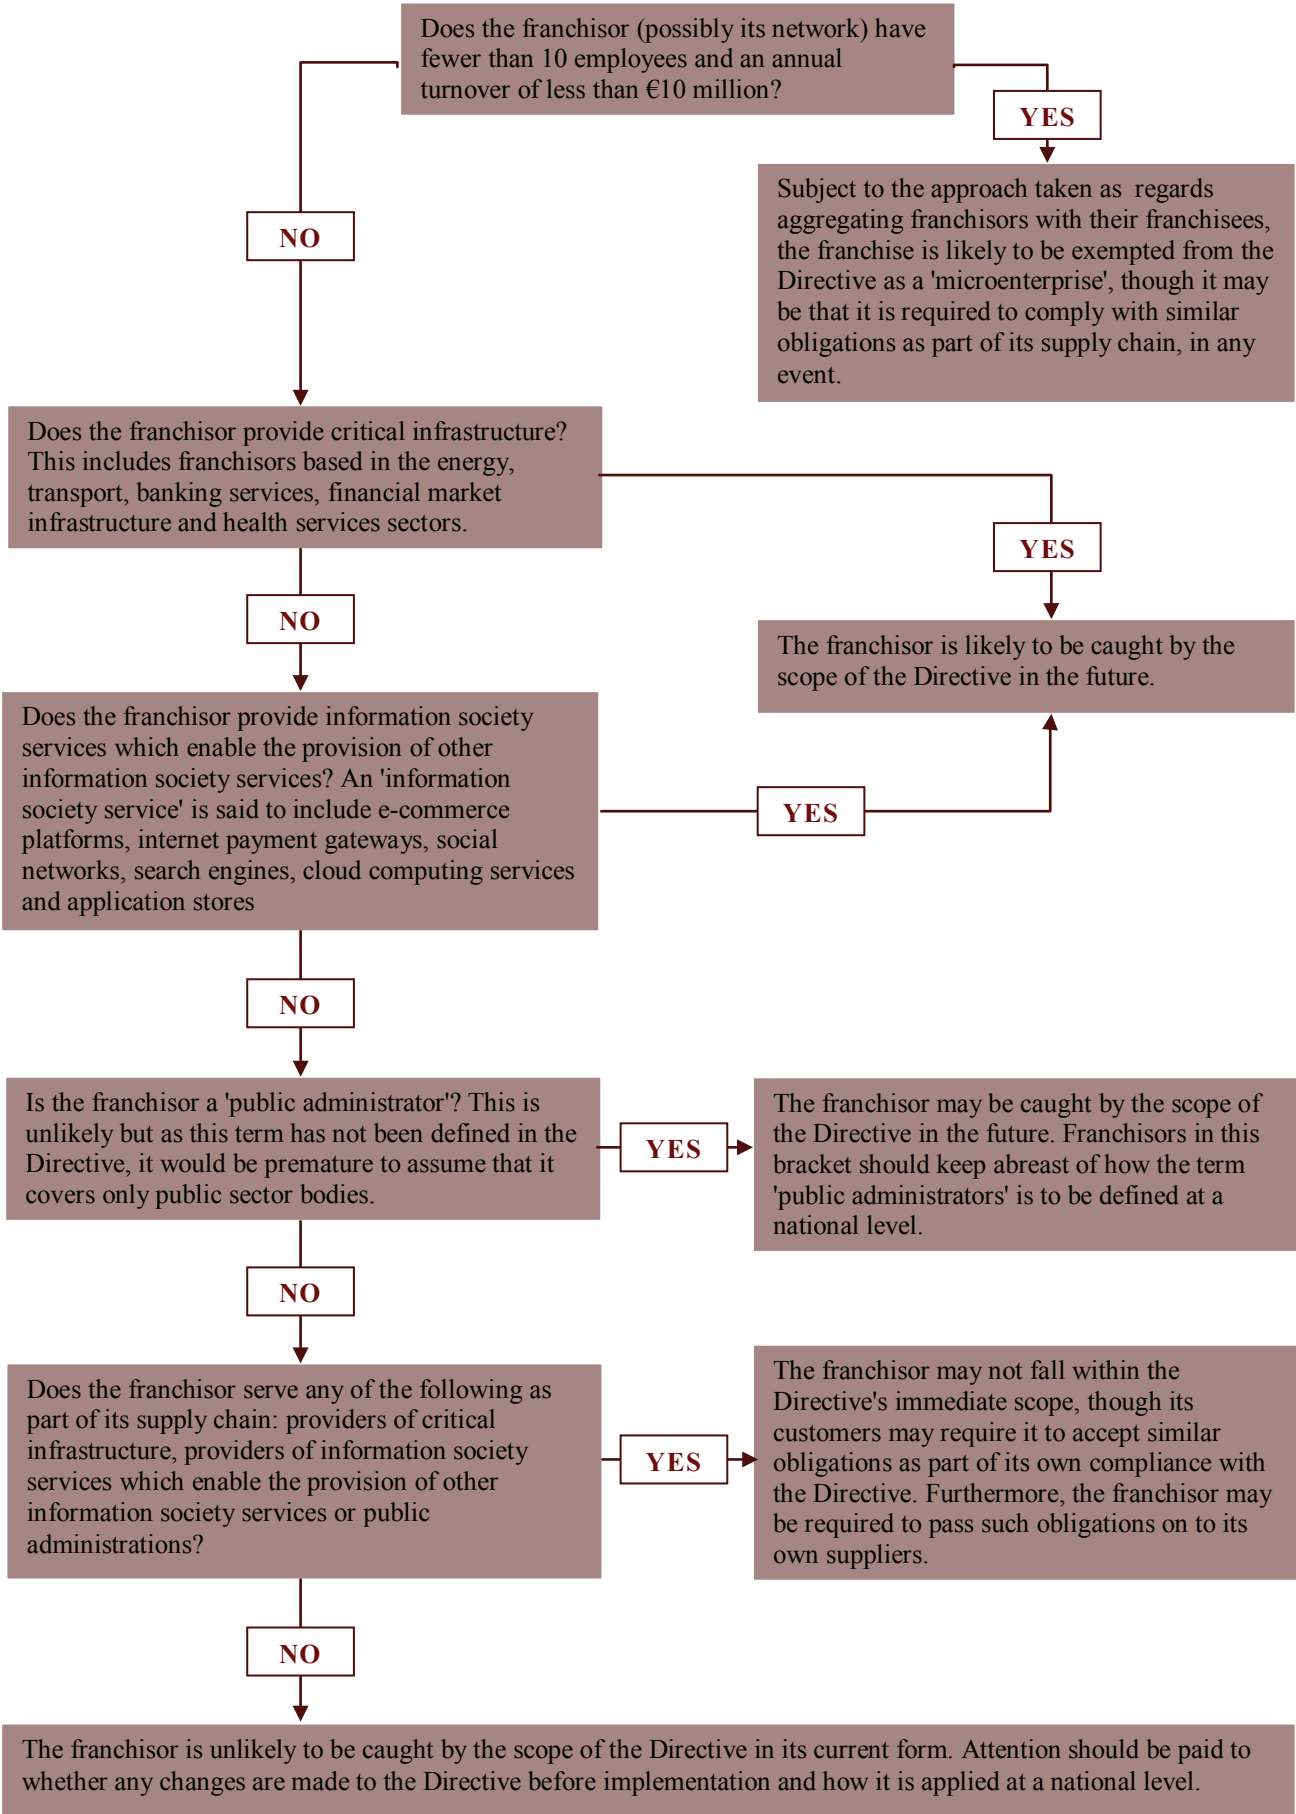 Does the franchisor (possibly its network) have
fewer than 10 employees and an annual
turnover of less than €10 million?
YES
Subject to the approach taken as regards
aggregating franchisors with their franchisees,
the franchise is likely to be exempted from the
Directive as a 'microenterprise', though it may
be that it is required to comply with similar
obligations as part of its supply chain, in any
event.
NO
Does the franchisor provide critical infrastructure?
This includes franchisors based in the energy,
transport, banking services, financial market
infrastructure and health services sectors.
YES
The franchisor is likely to be caught by the
scope of the Directive in the future.
NO
Does the franchisor provide information society
services which enable the provision of other
information society services? An 'information
society service' is said to include e-commerce
platforms, internet payment gateways, social
networks, search engines, cloud computing services
and application stores
YES
NO
Is the franchisor a 'public administrator'? This is
unlikely but as this term has not been defined in the
Directive, it would be premature to assume that it
covers only public sector bodies.
YES
The franchisor may be caught by the scope of
the Directive in the future. Franchisors in this
bracket should keep abreast of how the term
'public administrators' is to be defined at a
national level.
NO
Does the franchisor serve any of the following as
part of its supply chain: providers of critical
infrastructure, providers of information society
services which enable the provision of other
information society services or public
administrations?
YES
The franchisor may not fall within the
Directive's immediate scope, though its
customers may require it to accept similar
obligations as part of its own compliance with
the Directive. Furthermore, the franchisor may
be required to pass such obligations on to its
own suppliers.
NO
The franchisor is unlikely to be caught by the scope of the Directive in its current form. Attention should be paid to
whether any changes are made to the Directive before implementation and how it is applied at a national level.